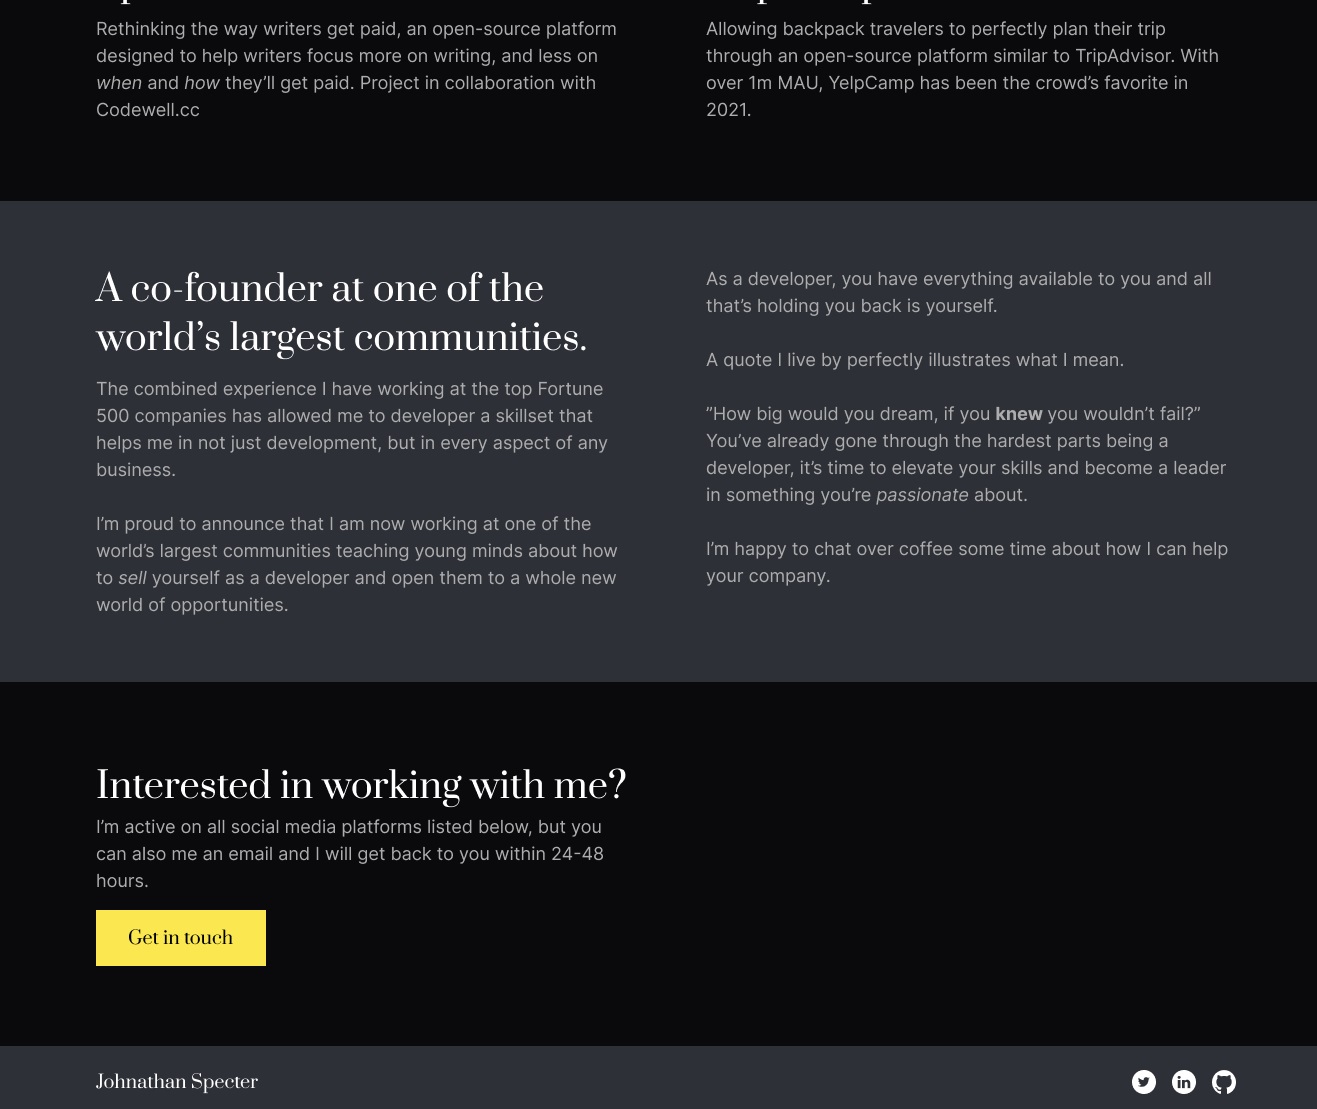 Rethinking the way writers get paid, an open-source platform
designed to help writers focus more on writing, and less on
when and how they’ll get paid. Project in collaboration with
Codewell.cc
Allowing backpack travelers to perfectly plan their trip
through an open-source platform similar to TripAdvisor. With
over 1m MAU, YelpCamp has been the crowd’s favorite in
2021.
A co-founder at one of the
world’s largest communities.
The combined experience I have working at the top Fortune
500 companies has allowed me to developer a skillset that
helps me in not just development, but in every aspect of any
business.
I’m proud to announce that I am now working at one of the
world’s largest communities teaching young minds about how
to sell yourself as a developer and open them to a whole new
world of opportunities.
As a developer, you have everything available to you and all
that’s holding you back is yourself.
A quote I live by perfectly illustrates what I mean.
”How big would you dream, if you knew you wouldn’t fail?”
You’ve already gone through the hardest parts being a
developer, it’s time to elevate your skills and become a leader
in something you’re passionate about.
I’m happy to chat over coffee some time about how I can help
your company.
Interested in working with me?
I’m active on all social media platforms listed below, but you
can also me an email and I will get back to you within 24-48
hours.
Get in touch
Johnathan Specter
in